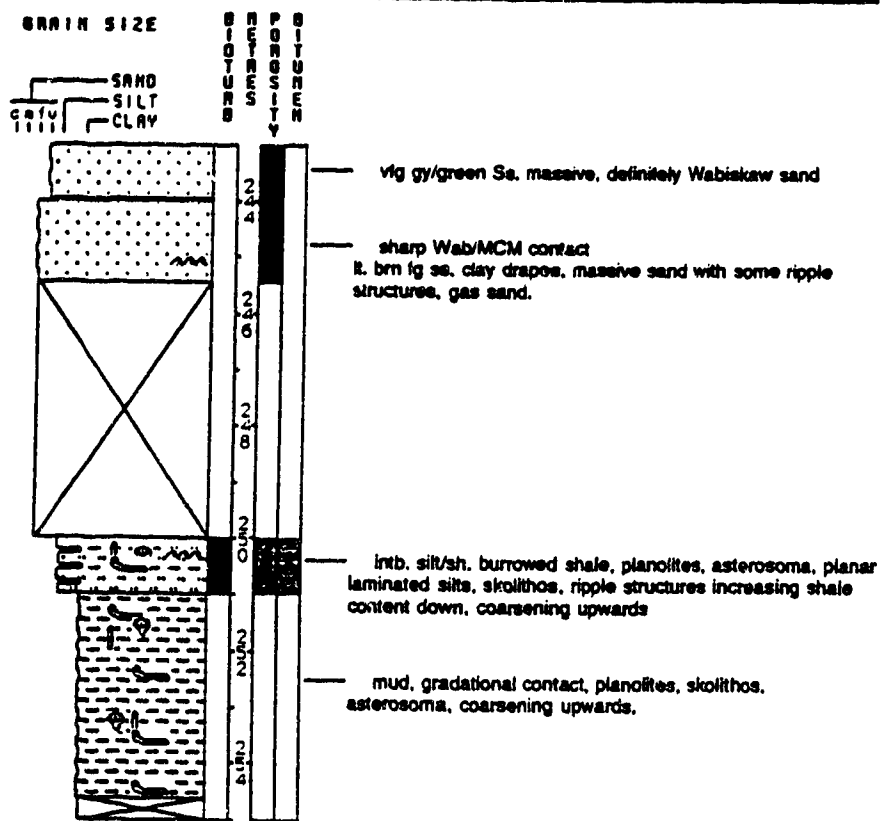 GRAIN SIZE
BIOTURB
METRES
POROSITY
BITUMEN
SAND
SILT
CLAY
c m f v
244
246
248
250
252
254
vfg gy/green Ss. massive, definitely Wabiskaw sand
sharp Wab/MCM contact
lt. brn fg ss. clay drapes, massive sand with some ripple
structures, gas sand.
intb. silt/sh. burrowed shale, planolites, asterosoma, planar
laminated silts, skolithos, ripple structures increasing shale
content down, coarsening upwards
mud, gradational contact, planolites, skolithos,
asterosoma, coarsening upwards.